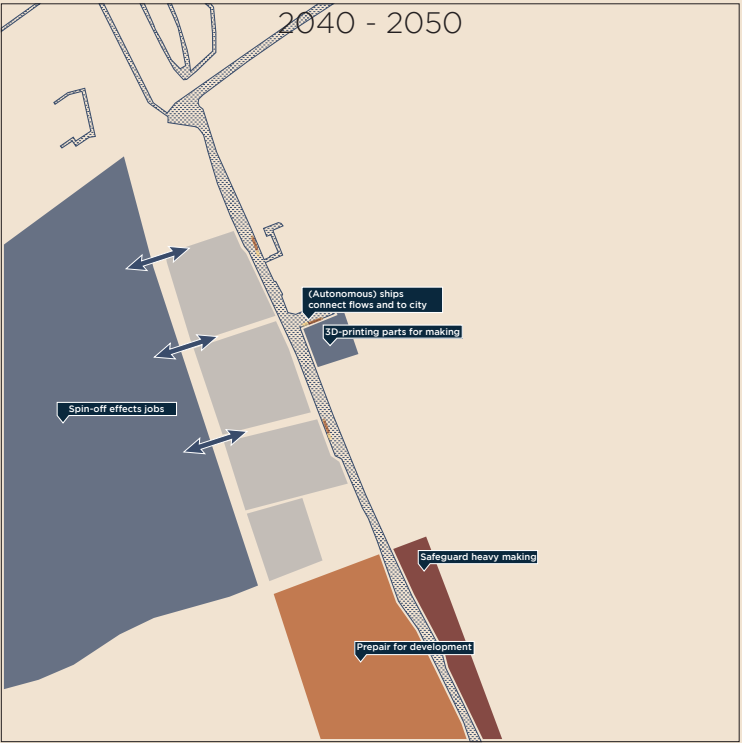 2040 - 2050
(Autonomous) ships
connect flows and to city
3D-printing parts for making
Spin-off effects jobs
Safeguard heavy making
Prepair for development